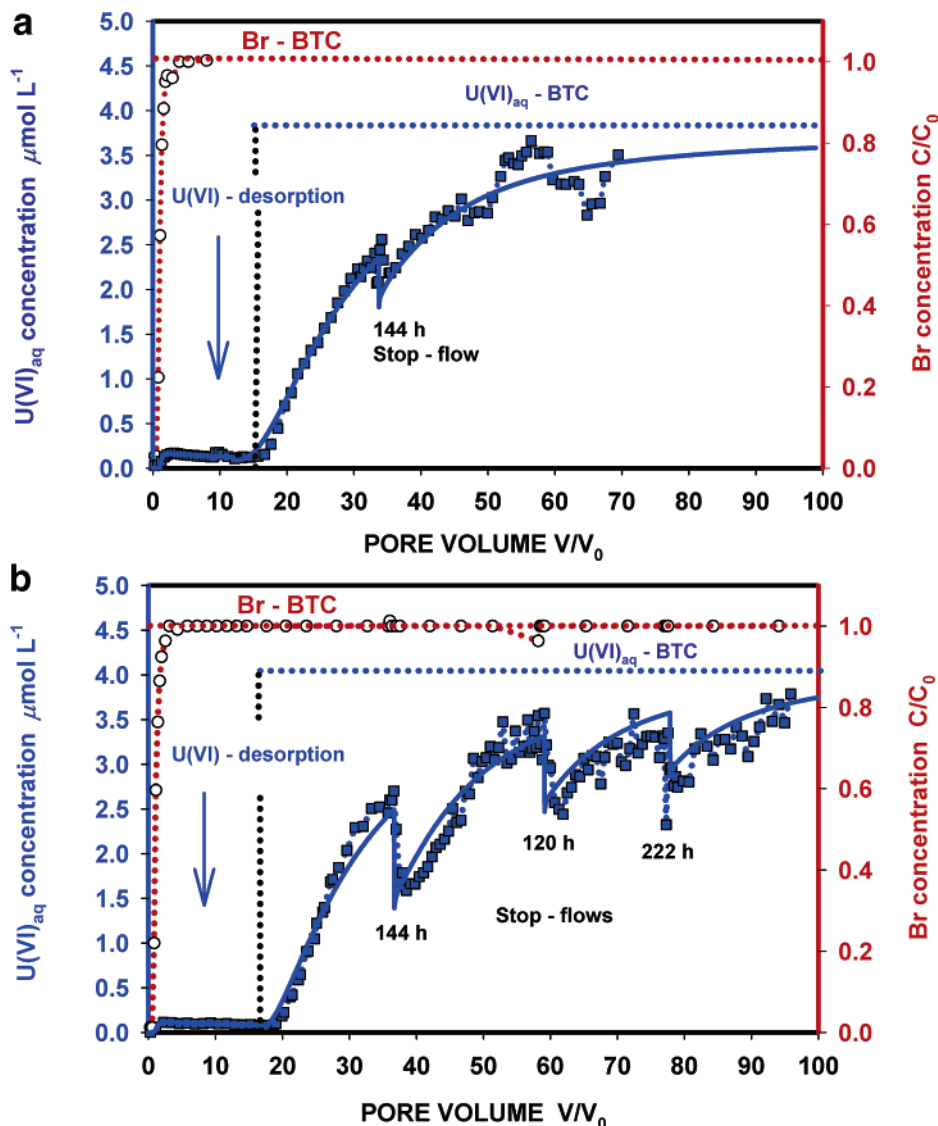 a
Br - BTC
U(VI)aq - BTC
U(VI) - desorption
144 h
Stop - flow
5.0
4.5
4.0
3.5
3.0
2.5
2.0
1.5
1.0
0.5
0.0
U(VI)aq concentration μmol L-1
1.0
0.8
0.6
0.4
0.2
0.0
Br concentration C/C0
0 10 20 30 40 50 60 70 80 90 100
PORE VOLUME V/V0
b
Br - BTC
U(VI)aq - BTC
U(VI) - desorption
120 h
222 h
144 h
Stop - flows
5.0
4.5
4.0
3.5
3.0
2.5
2.0
1.5
1.0
0.5
0.0
U(VI)aq concentration μmol L-1
1.0
0.8
0.6
0.4
0.2
0.0
Br concentration C/C0
0 10 20 30 40 50 60 70 80 90 100
PORE VOLUME V/V0